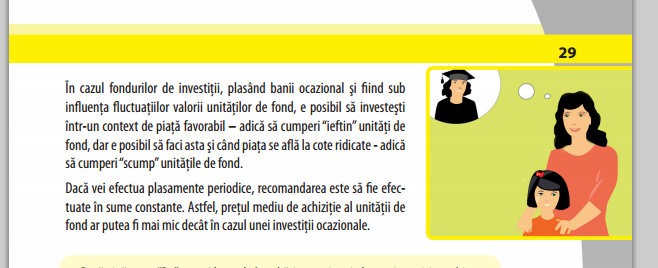 29
În cazul fondurilor de investiții, plasând banii ocazional și fiind sub
influența fluctuațiilor valorii unităților de fond, e posibil să investești
într-un context de piață favorabil – adică să cumperi “ieftin” unități de
fond, dar e posibil să faci asta și când piața se află la cote ridicate - adică
să cumperi “scump” unitățile de fond.
Dacă vei efectua plasamente periodice, recomandarea este să fie efec-
tuate în sume constante. Astfel, prețul mediu de achiziție al unității de
fond ar putea fi mai mic decât în cazul unei investiții ocazionale.